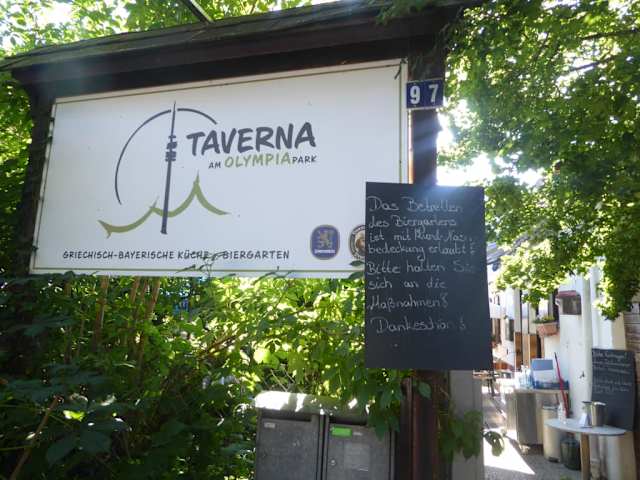 TAVERNA
AM OLYMPIAPARK
GRIECHISCH-BAYERISCHE KÜCHE, BIERGARTEN
97
Das Betreten
des Biergartens
ist mit Mund-Nas.
bedeckung erlaubt!
Bitte halten Sie
sich an die
Maßnahmen!
Dankeschön!